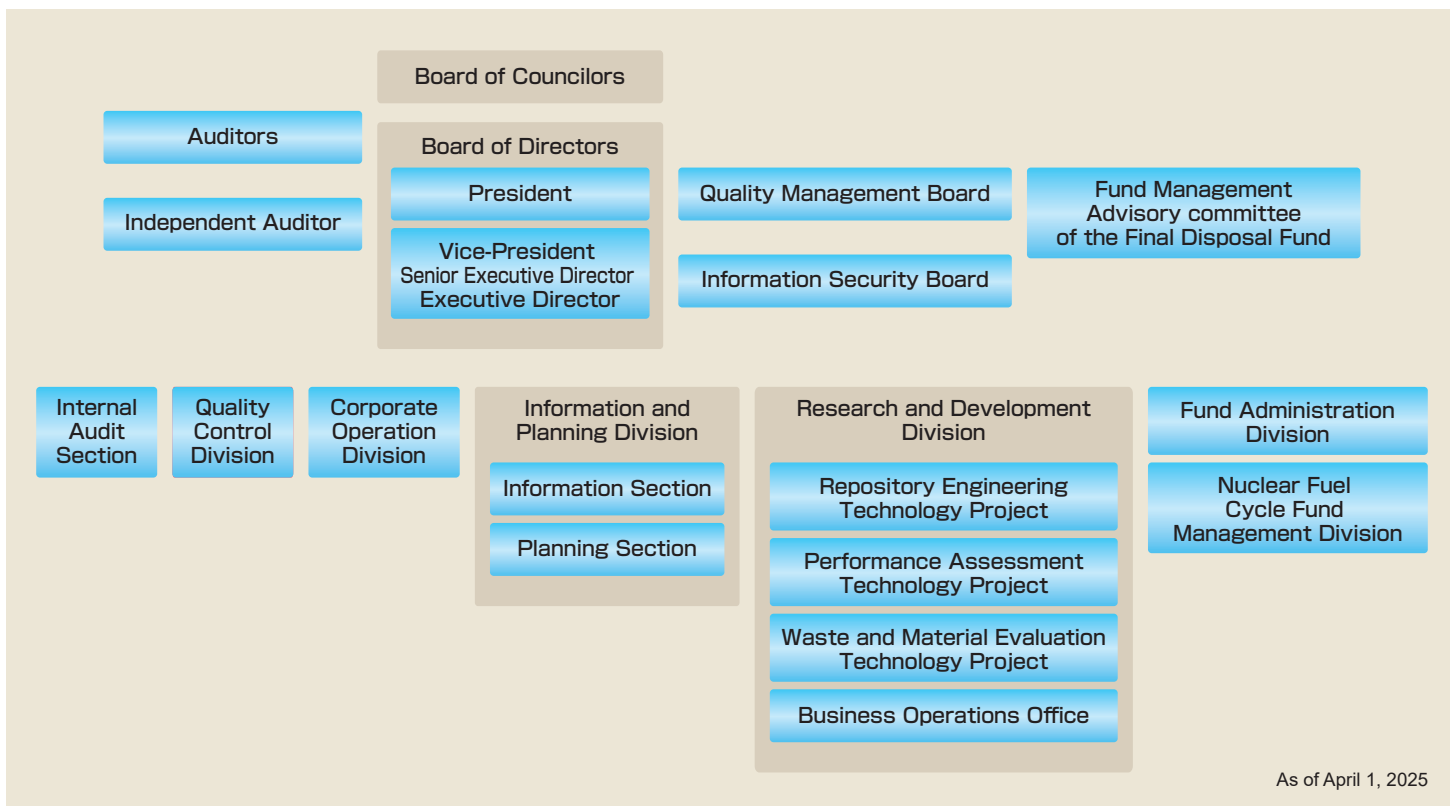 Board of Councilors
Auditors
Independent Auditor
Board of Directors
President
Vice-President
Senior Executive Director
Executive Director
Quality Management Board
Information Security Board
Fund Management
Advisory committee
of the Final Disposal Fund
Internal
Audit
Section
Quality
Control
Division
Corporate
Operation
Division
Information and
Planning Division
Information Section
Planning Section
Research and Development
Division
Repository Engineering
Technology Project
Performance Assessment
Technology Project
Waste and Material Evaluation
Technology Project
Business Operations Office
Fund Administration
Division
Nuclear Fuel
Cycle Fund
Management Division
As of April 1, 2025